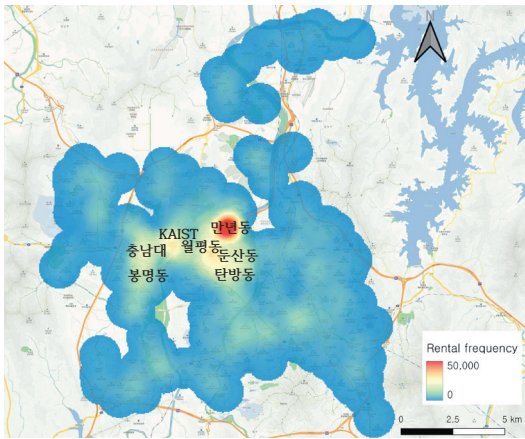 N
KAIST
만년동
월평동
충남대
둔산동
봉명동
탄방동
Rental frequency
50,000
0
0 2.5 5 km